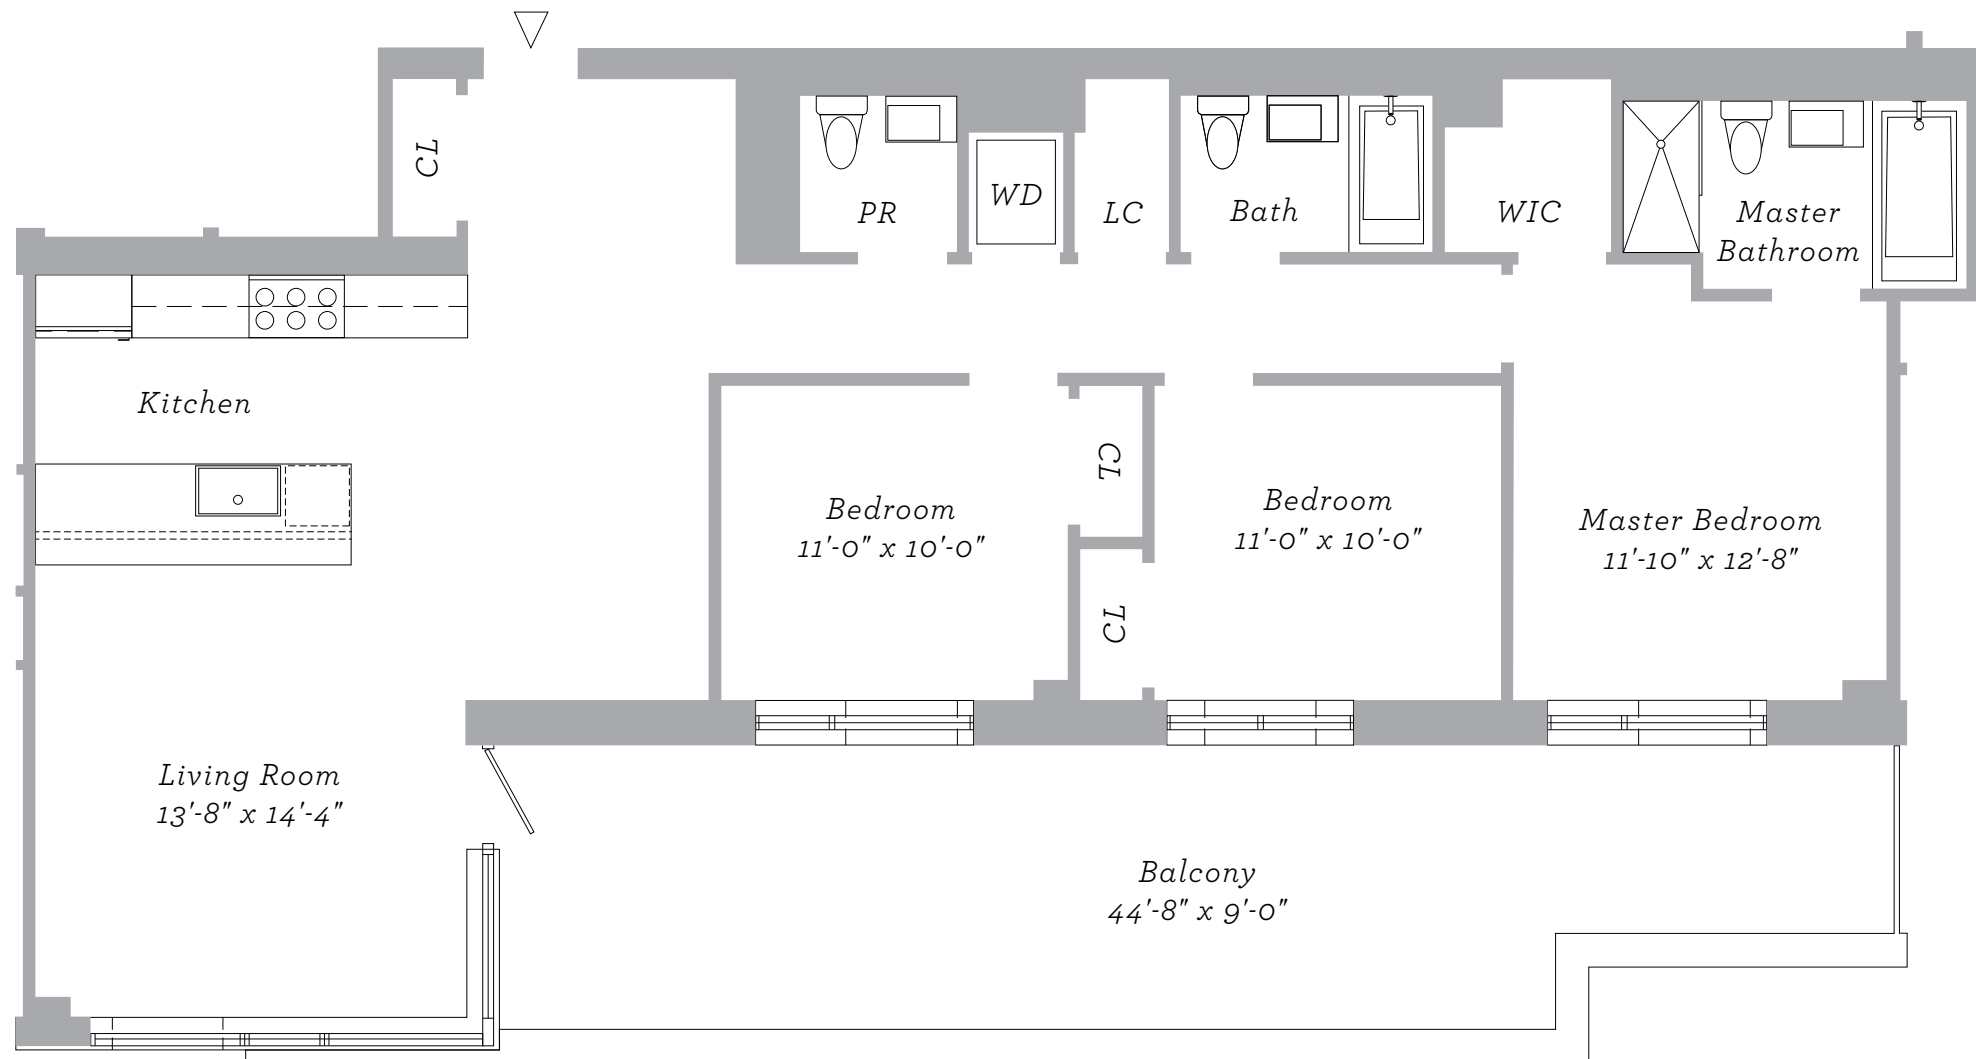 CL
PR
WD
LC
Bath
WIC
Master
Bathroom
Kitchen
CL
Bedroom
11'-0" x 10'-0"
Bedroom
11'-0" x 10'-0"
Master Bedroom
11'-10" x 12'-8"
CL
Living Room
13'-8" x 14'-4"
Balcony
44'-8" x 9'-0"